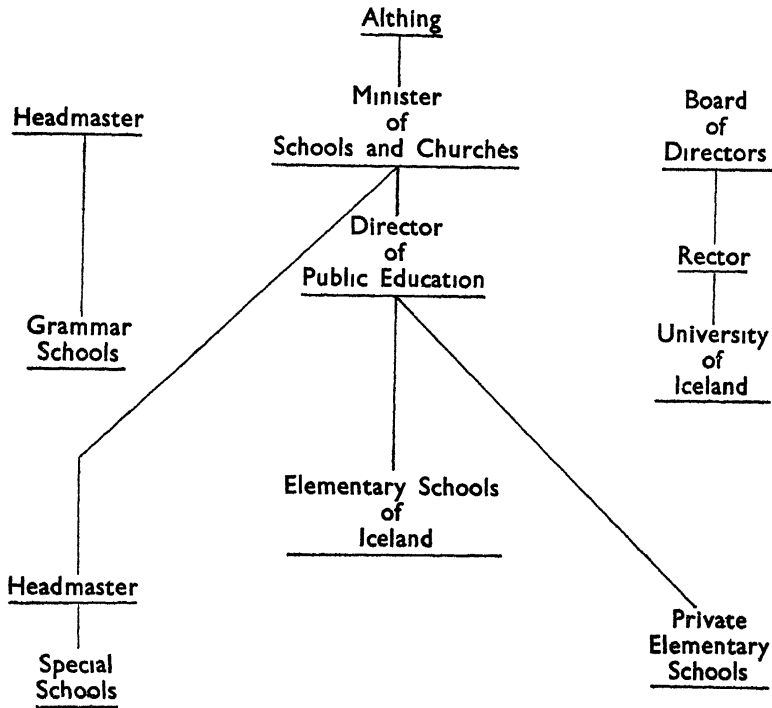 Althing
Minister
of
Schools and Churches
Headmaster
Board
of
Directors
Director
of
Public Education
Rector
Grammar
Schools
University
of
Iceland
Elementary Schools
of
Iceland
Headmaster
Special
Schools
Private
Elementary
Schools